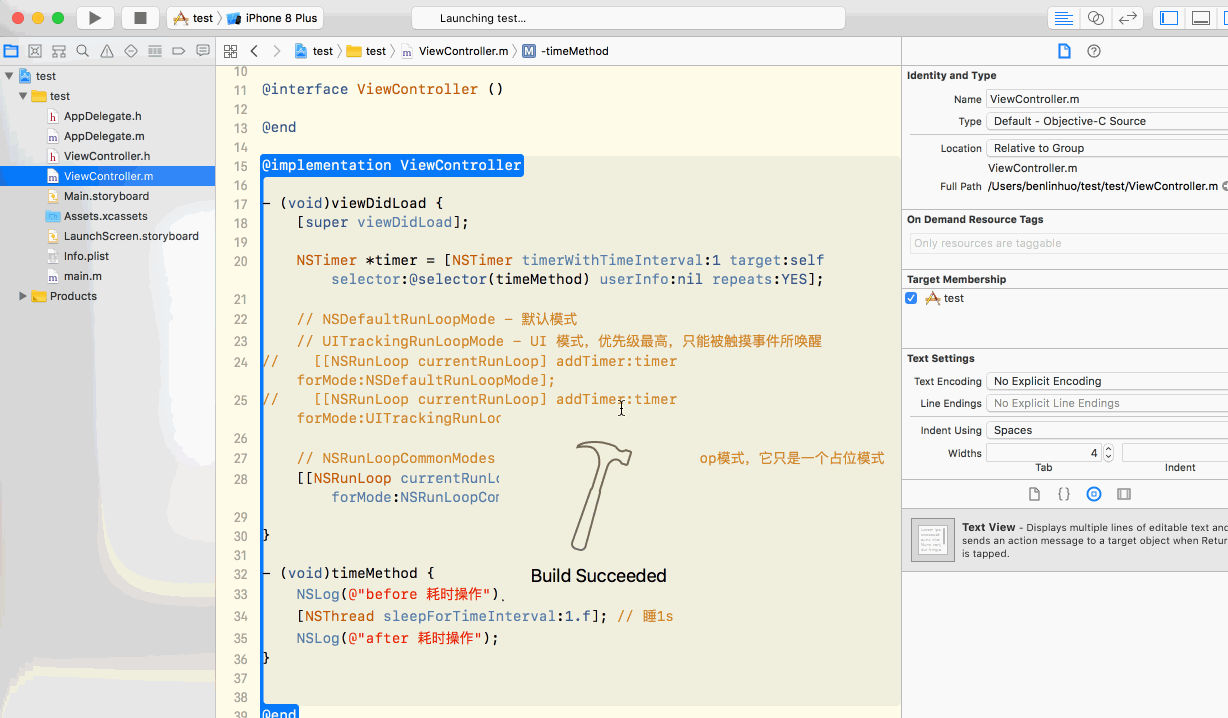 test
iPhone 8 Plus
Launching test...
test
test
ViewController.m
M
-timeMethod
test
test
h
AppDelegate.h
m
AppDelegate.m
h
ViewController.h
m
ViewController.m
Main.storyboard
Assets.xcassets
LaunchScreen.storyboard
Info.plist
m
main.m
Products
10
11
@interface ViewController ()
12
13
@end
14
15
@implementation ViewController
16
17
- (void)viewDidLoad {
18
[super viewDidLoad];
19
20
NSTimer *timer = [NSTimer timerWithTimeInterval:1 target:self
selector:@selector(timeMethod) userInfo:nil repeats:YES];
21
22
// NSDefaultRunLoopMode - 默认模式
23
// UITrackingRunLoopMode - UI 模式，优先级最高，只能被触摸事件所唤醒
24
// [[NSRunLoop currentRunLoop] addTimer:timer
forMode:NSDefaultRunLoopMode];
25
// [[NSRunLoop currentRunLoop] addTimer:timer
forMode:UITrackingRunLoc
26
27
// NSRunLoopCommonModes
op模式，它只是一个占位模式
28
[[NSRunLoop currentRunLo
forMode:NSRunLoopCon
29
30
}
31
32
- (void)timeMethod {
33
NSLog(@"before 耗时操作")
34
[NSThread sleepForTimeInterval:1.f]; // 睡1s
35
NSLog(@"after 耗时操作");
36
}
37
38
39
@end
Build Succeeded
Identity and Type
Name ViewController.m
Type Default - Objective-C Source
Location Relative to Group
ViewController.m
Full Path /Users/benlinhuo/test/test/ViewController.m
On Demand Resource Tags
Only resources are taggable
Target Membership
test
Text Settings
Text Encoding No Explicit Encoding
Line Endings No Explicit Line Endings
Indent Using Spaces
Widths 4
Tab Indent
{}
Text View - Displays multiple lines of editable text and
sends an action message to a target object when Retur
is tapped.